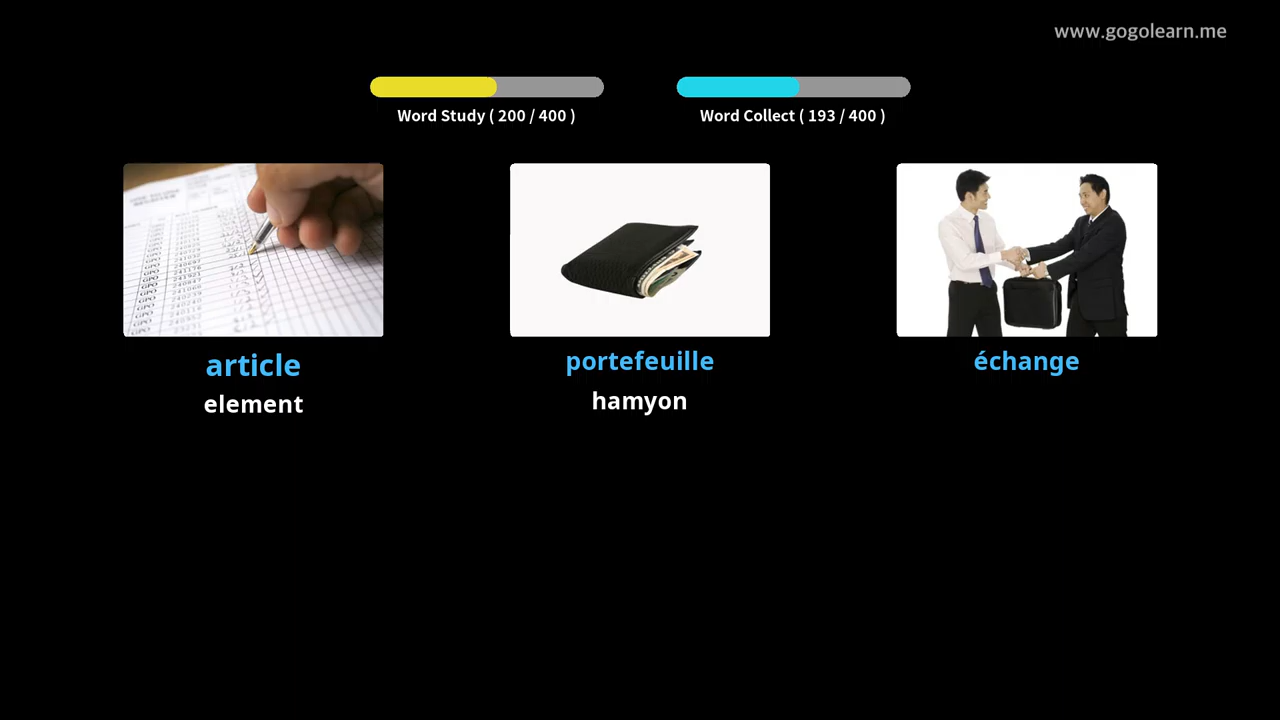 www.gogolearn.me
Word Study ( 200 / 400 )
Word Collect ( 193 / 400 )
article
element
portefeuille
hamyon
échange